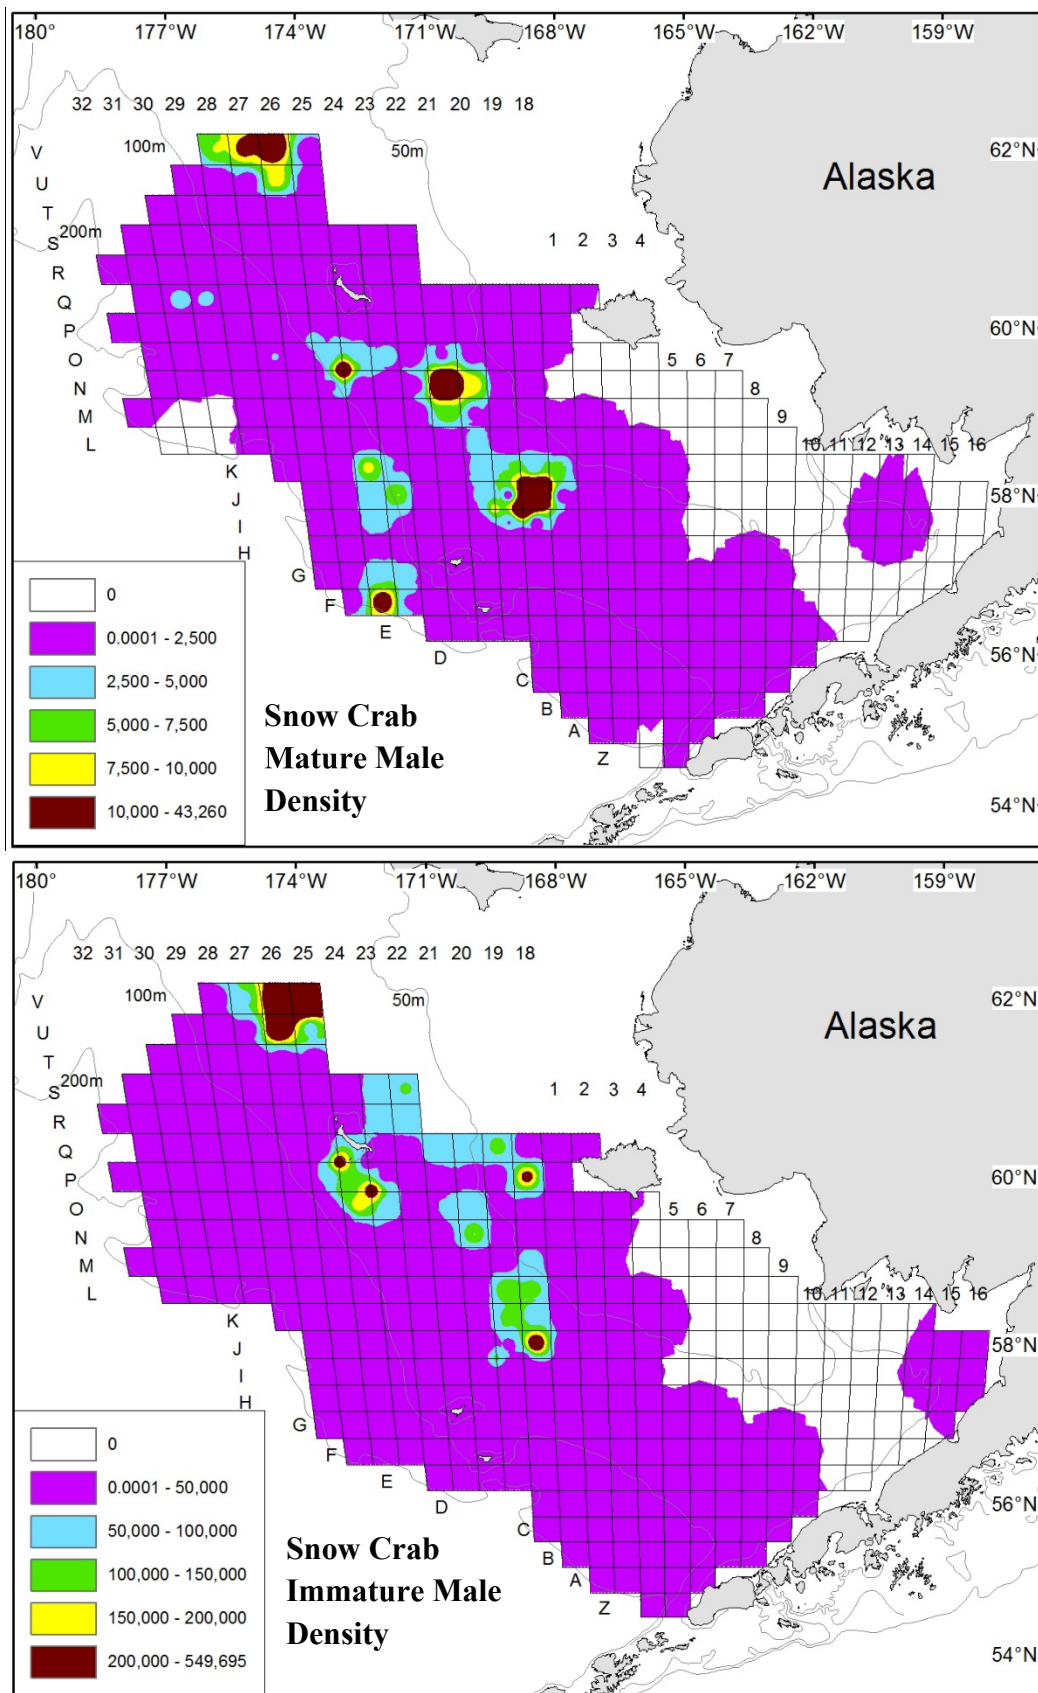 180° 177°W 174°W 171°W 168°W 165°W 162°W 159°W
32 31 30 29 28 27 26 25 24 23 22 21 20 19 18
100m 50m 62°N
V
U
Alaska
T
200m
S
1 2 3 4
R
Q
60°N
P
O
5 6 7
N
8
M
9
L
10 11 12 13 14 15 16
K
58°N
J
I
H
G
F
E
D
56°N
C
B
A
Z
54°N
0
0.0001 - 2,500
2,500 - 5,000
5,000 - 7,500
7,500 - 10,000
10,000 - 43,260
Snow Crab
Mature Male
Density
180° 177°W 174°W 171°W 168°W 165°W 162°W 159°W
32 31 30 29 28 27 26 25 24 23 22 21 20 19 18
100m 50m 62°N
V
U
Alaska
T
200m
S
1 2 3 4
R
Q
60°N
P
O
5 6 7
N
8
M
9
L
10 11 12 13 14 15 16
K
58°N
J
I
H
G
F
E
D
56°N
C
B
A
Z
54°N
0
0.0001 - 50,000
50,000 - 100,000
100,000 - 150,000
150,000 - 200,000
200,000 - 549,695
Snow Crab
Immature Male
Density